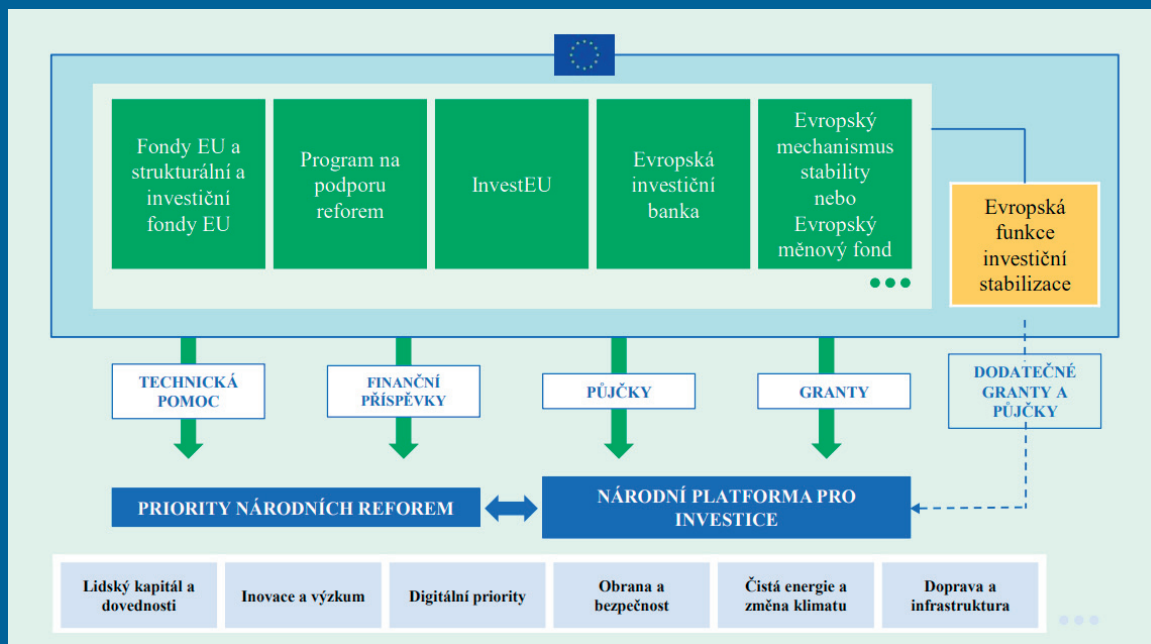 Fondy EU a
strukturální a
investiční
fondy EU
Program na
podporu
reforem
InvestEU
Evropská
investiční
banka
Evropský
mechanismus
stability
nebo
Evropský
měnový fond
Evropská
funkce
investiční
stabilizace
TECHNICKÁ
POMOC
FINANČNÍ
PŘÍSPĚVKY
PŮJČKY
GRANTY
DODATEČNÉ
GRANTY A
PŮJČKY
PRIORITY NÁRODNÍCH REFOREM
NÁRODNÍ PLATFORMA PRO
INVESTICE
Lidský kapitál a
dovednosti
Inovace a výzkum
Digitální priority
Obrana a
bezpečnost
Čistá energie a
změna klimatu
Doprava a
infrastruktura